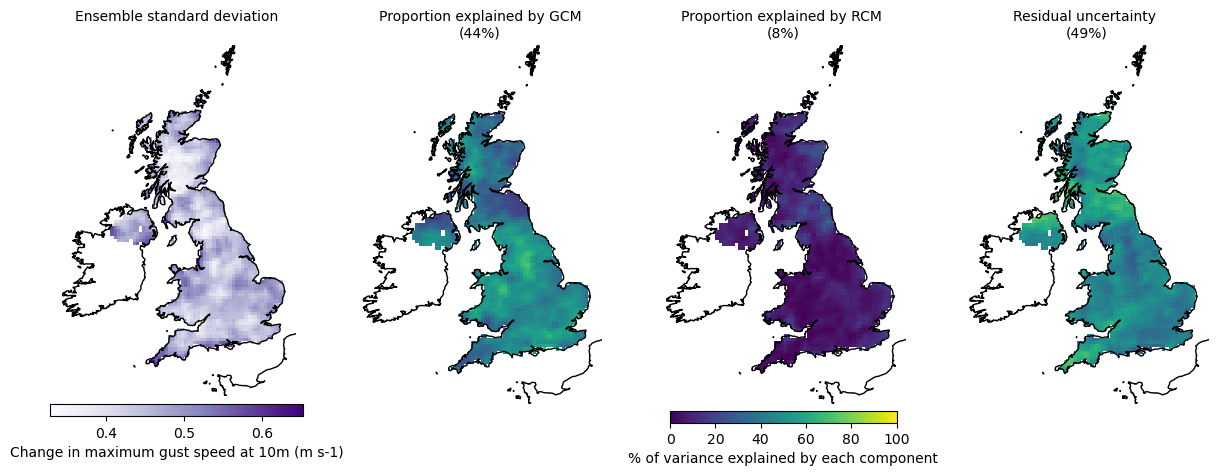 Ensemble standard deviation
Proportion explained by GCM
(44%)
Proportion explained by RCM
(8%)
Residual uncertainty
(49%)
0.4 0.5 0.6
Change in maximum gust speed at 10m (m s-1)
0 20 40 60 80 100
% of variance explained by each component